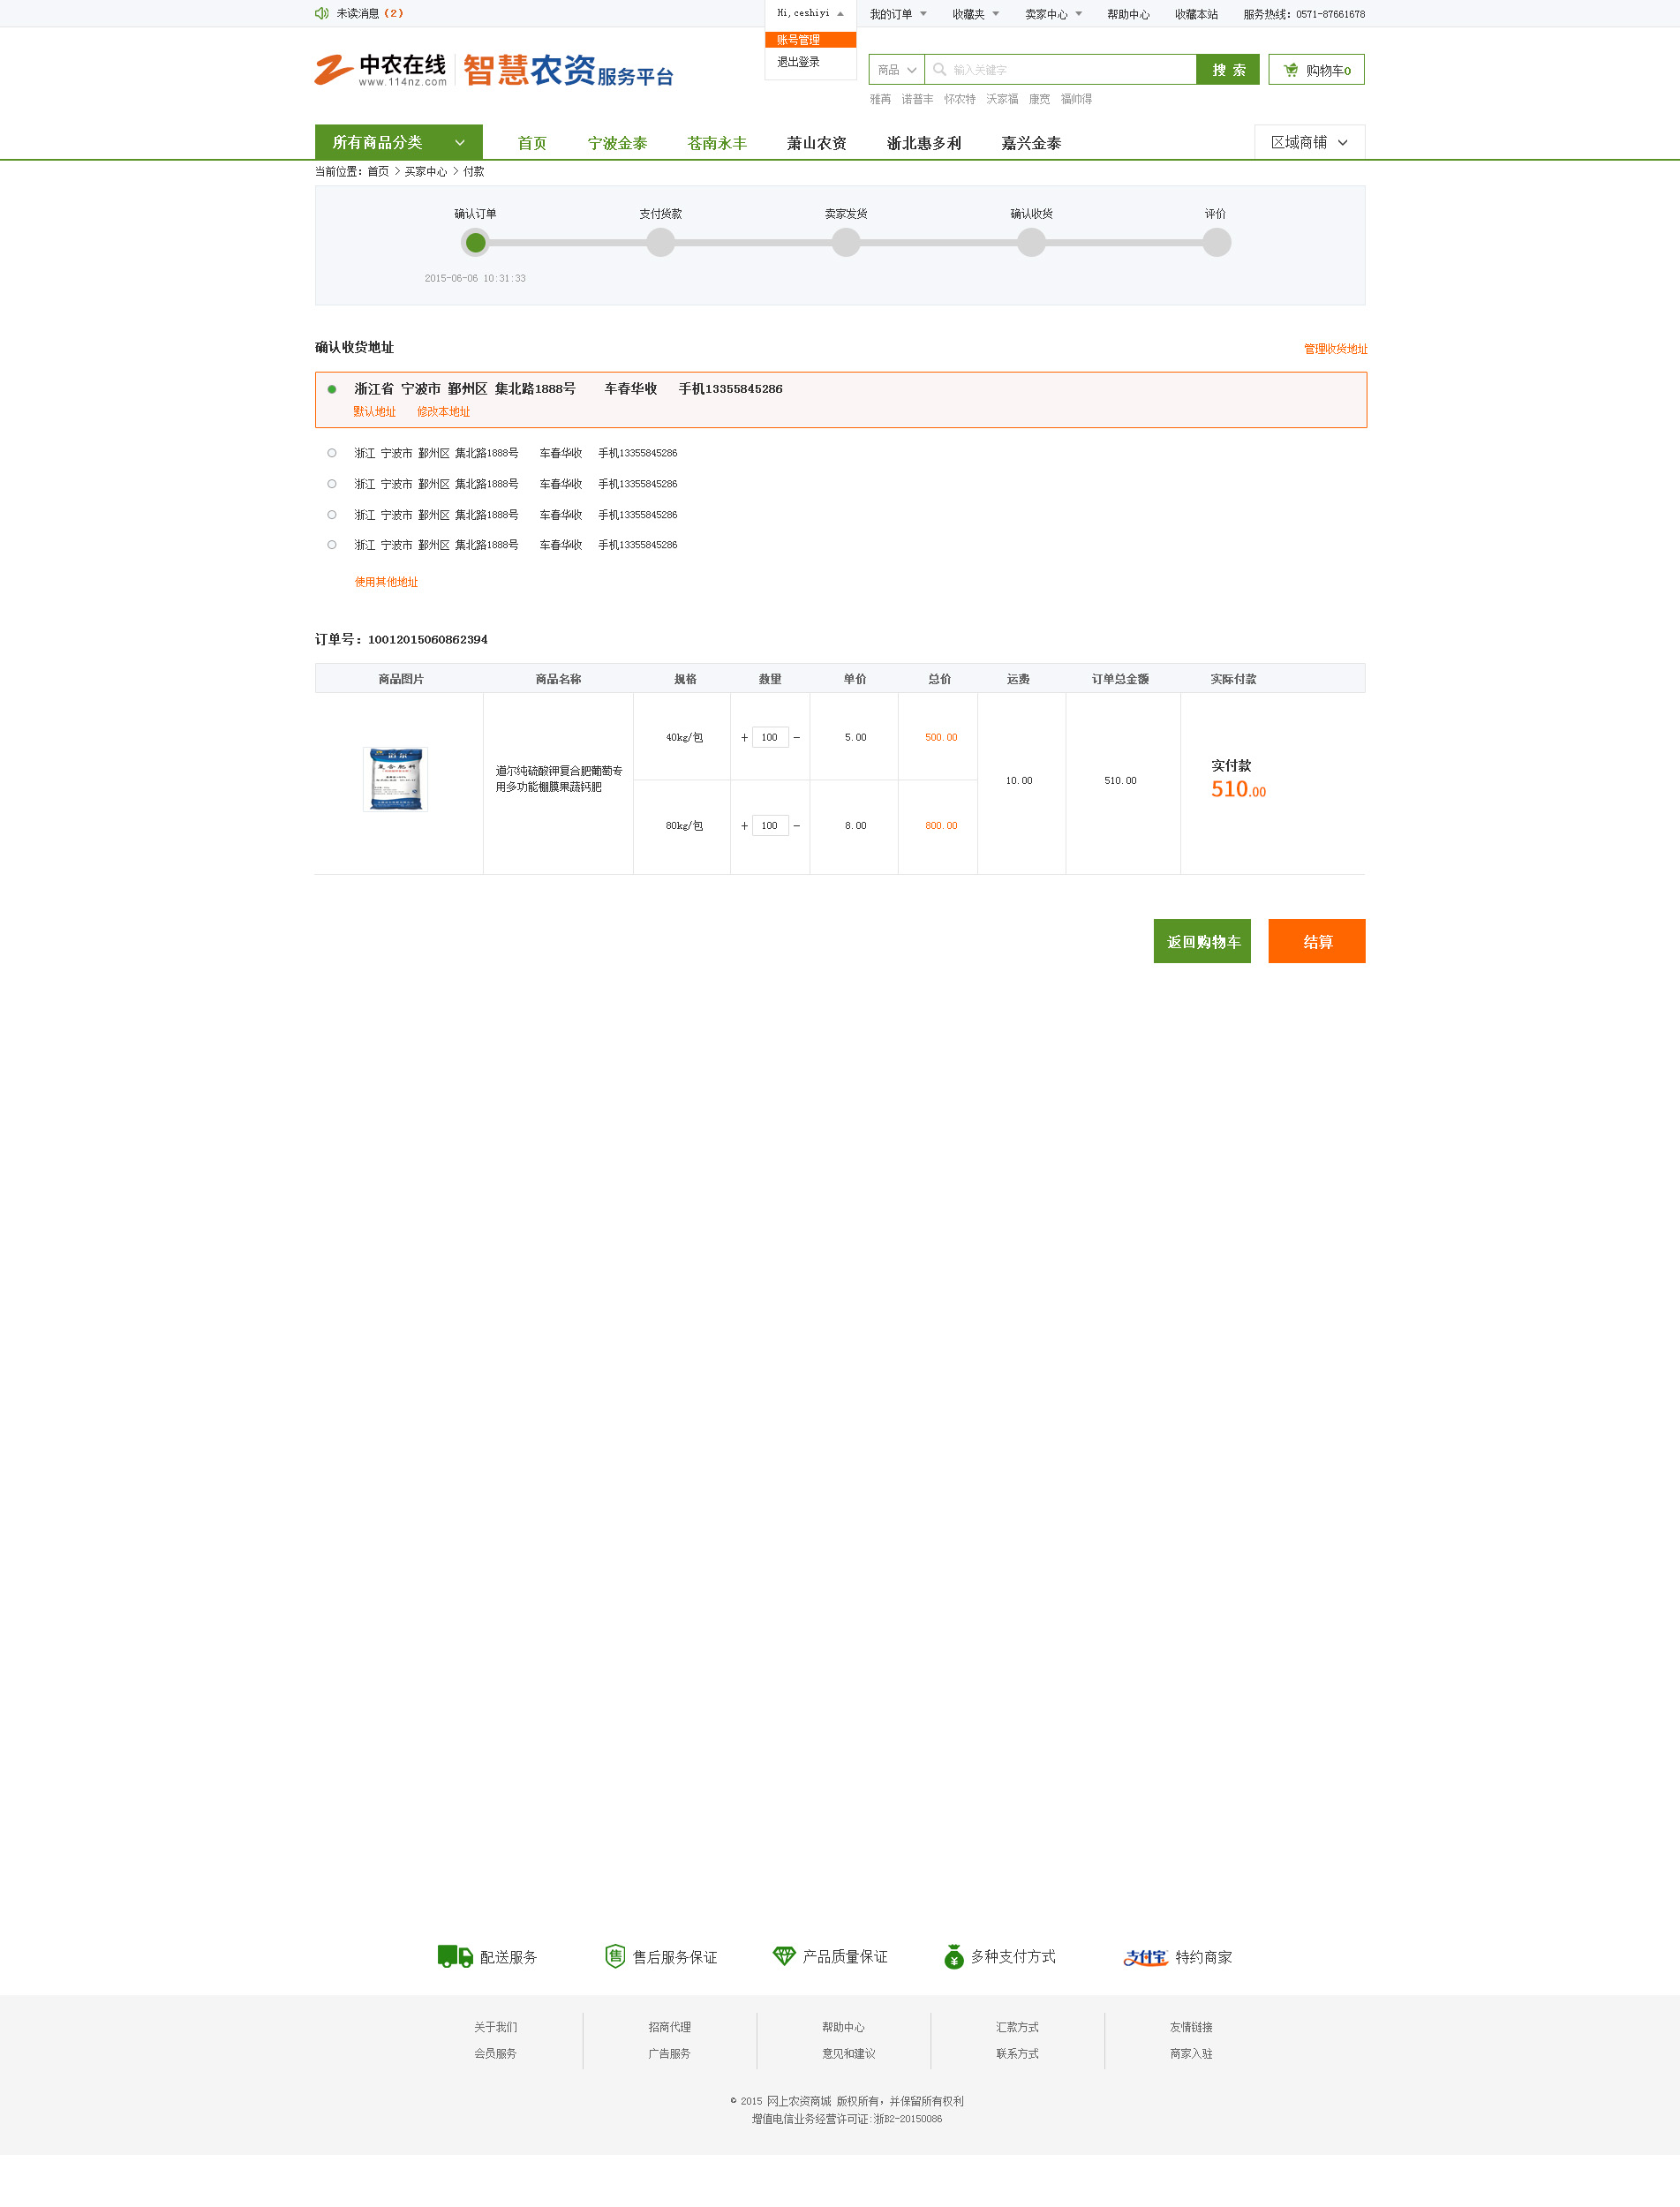 未读消息（2）
Hi,ceshiyi
我的订单
收藏夹
卖家中心
帮助中心
收藏本站
服务热线：0571-87661678
账号管理
退出登录
中农在线
www.114nz.com
智慧农资服务平台
商品
输入关键字
搜 索
购物车0
雅苒 诺普丰 怀农特 沃家福 康宽 福帅得
所有商品分类
首页
宁波金泰
苍南永丰
萧山农资
浙北惠多利
嘉兴金泰
区域商铺
当前位置：首页 > 买家中心 > 付款
确认订单
支付货款
卖家发货
确认收货
评价
2015-06-06 10:31:33
确认收货地址
管理收货地址
浙江省 宁波市 鄞州区 集北路1888号 车春华收 手机13355845286
默认地址 修改本地址
浙江 宁波市 鄞州区 集北路1888号 车春华收 手机13355845286
浙江 宁波市 鄞州区 集北路1888号 车春华收 手机13355845286
浙江 宁波市 鄞州区 集北路1888号 车春华收 手机13355845286
浙江 宁波市 鄞州区 集北路1888号 车春华收 手机13355845286
使用其他地址
订单号：10012015060862394
商品图片 商品名称 规格 数量 单价 总价 运费 订单总金额 实际付款
复合肥料
道尔纯硫酸钾复合肥葡萄专
用多功能棚膜果蔬钙肥
40kg/包 + 100 − 5.00 500.00
80kg/包 + 100 − 8.00 800.00
10.00
510.00
实付款
510.00
返回购物车
结算
配送服务
售后服务保证
产品质量保证
多种支付方式
支付宝 特约商家
关于我们
招商代理
帮助中心
汇款方式
友情链接
会员服务
广告服务
意见和建议
联系方式
商家入驻
© 2015 网上农资商城 版权所有，并保留所有权利
增值电信业务经营许可证:浙B2-20150086